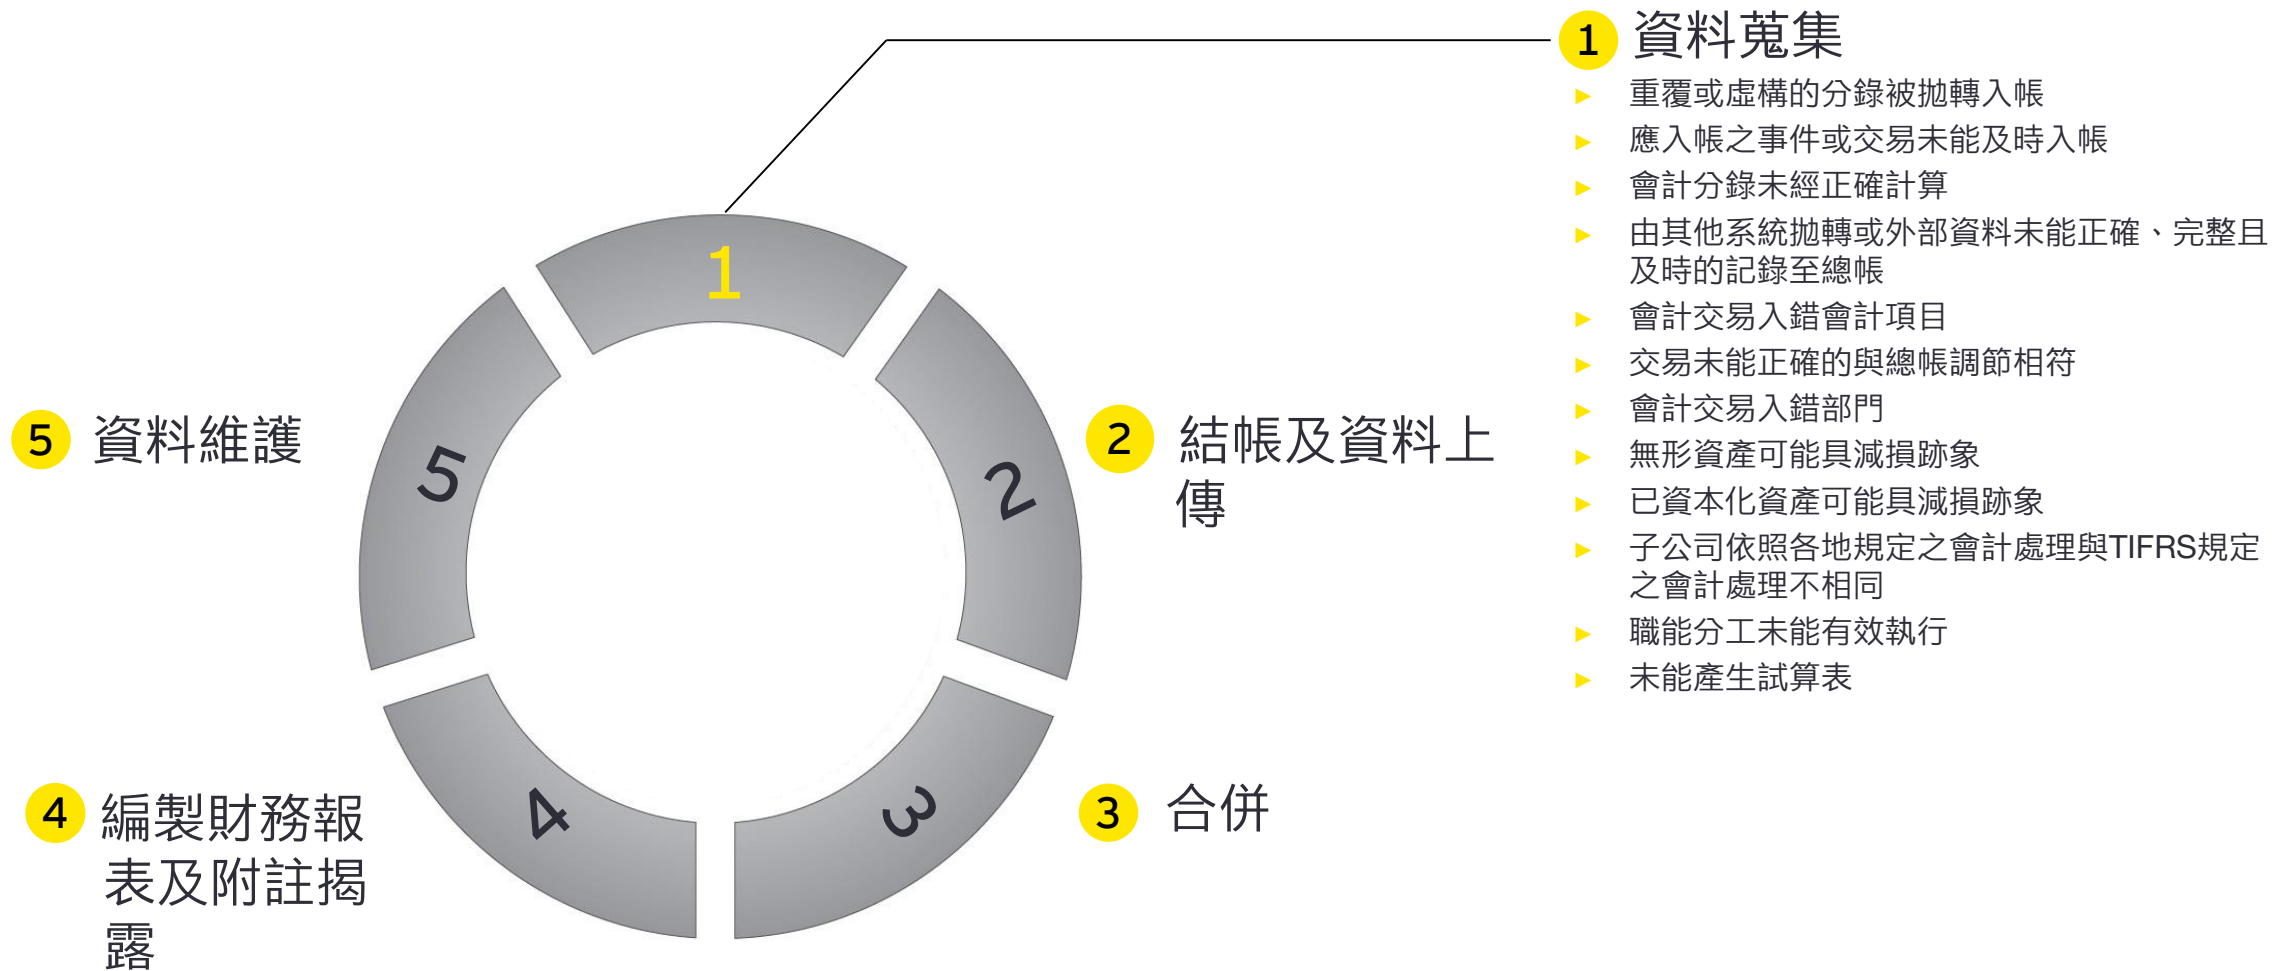 1 資料蒐集
► 重覆或虛構的分錄被拋轉入帳
► 應入帳之事件或交易未能及時入帳
► 會計分錄未經正確計算
► 由其他系統拋轉或外部資料未能正確、完整且
及時的記錄至總帳
► 會計交易入錯會計項目
► 交易未能正確的與總帳調節相符
► 會計交易入錯部門
► 無形資產可能具減損跡象
► 已資本化資產可能具減損跡象
► 子公司依照各地規定之會計處理與TIFRS規定
之會計處理不相同
► 職能分工未能有效執行
► 未能產生試算表
1
2
3
4
5
2 結帳及資料上
傳
3 合併
4 編製財務報
表及附註揭
露
5 資料維護